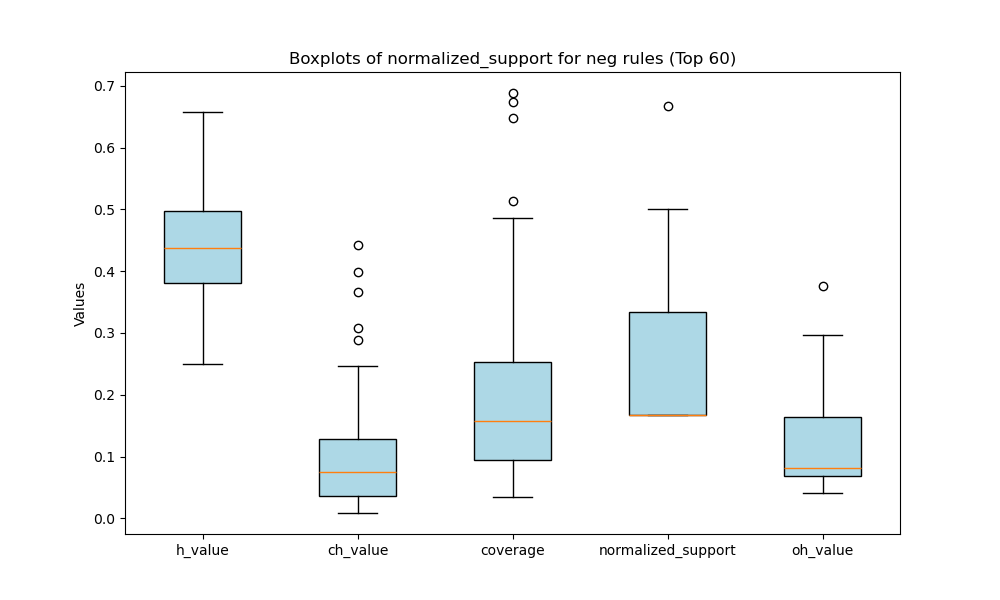 Boxplots of normalized_support for neg rules (Top 60)
Values
0.7
0.6
0.5
0.4
0.3
0.2
0.1
0.0
h_value ch_value coverage normalized_support oh_value